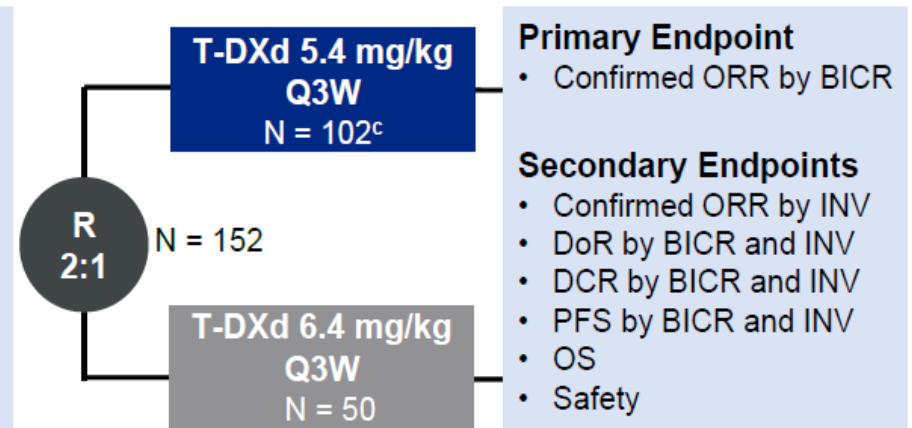 T-DXd 5.4 mg/kg
Q3W
N = 102ᶜ
R
2:1
N = 152
T-DXd 6.4 mg/kg
Q3W
N = 50
Primary Endpoint
• Confirmed ORR by BICR
Secondary Endpoints
• Confirmed ORR by INV
• DoR by BICR and INV
• DCR by BICR and INV
• PFS by BICR and INV
• OS
• Safety